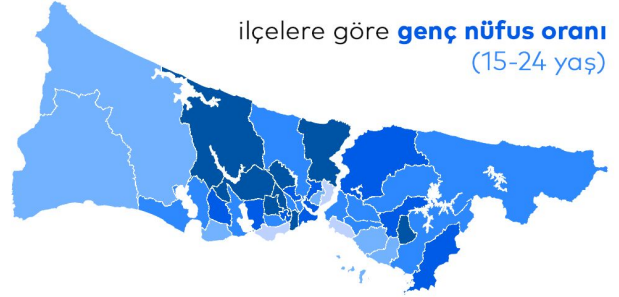 ilçelere göre genç nüfus oranı
(15-24 yaş)